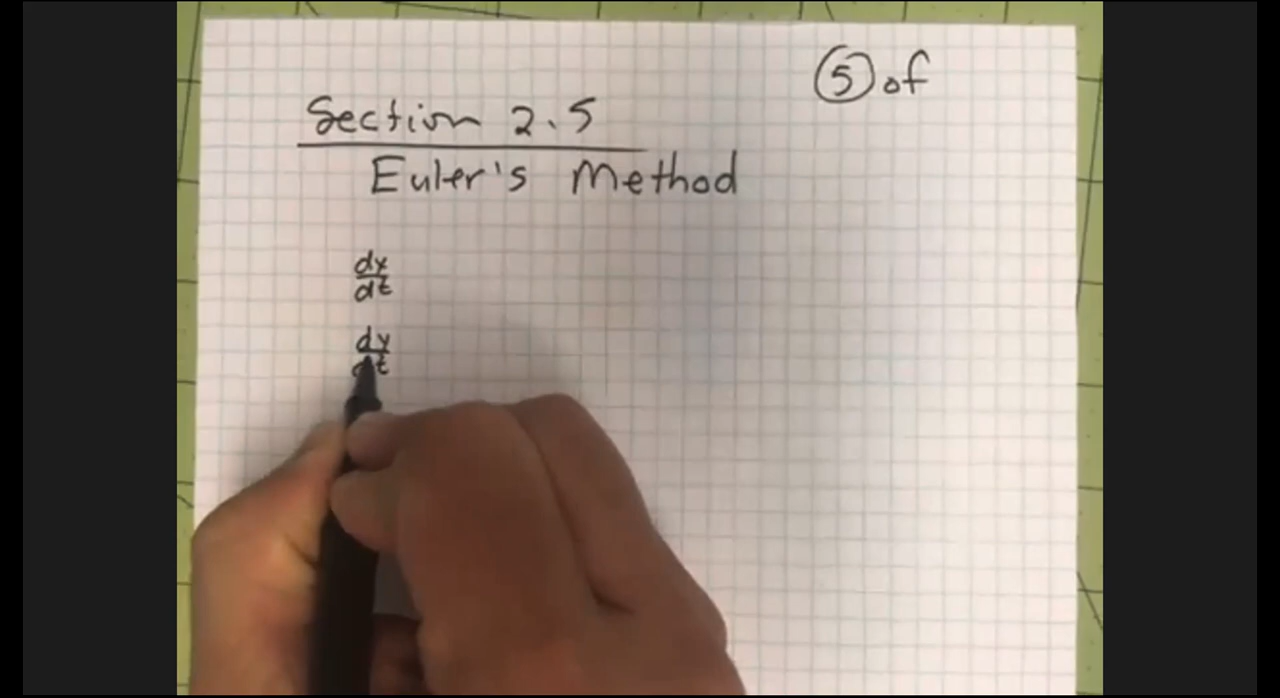 ⑤ of
Section 2.5
Euler's Method
dx
dt
dy
dt